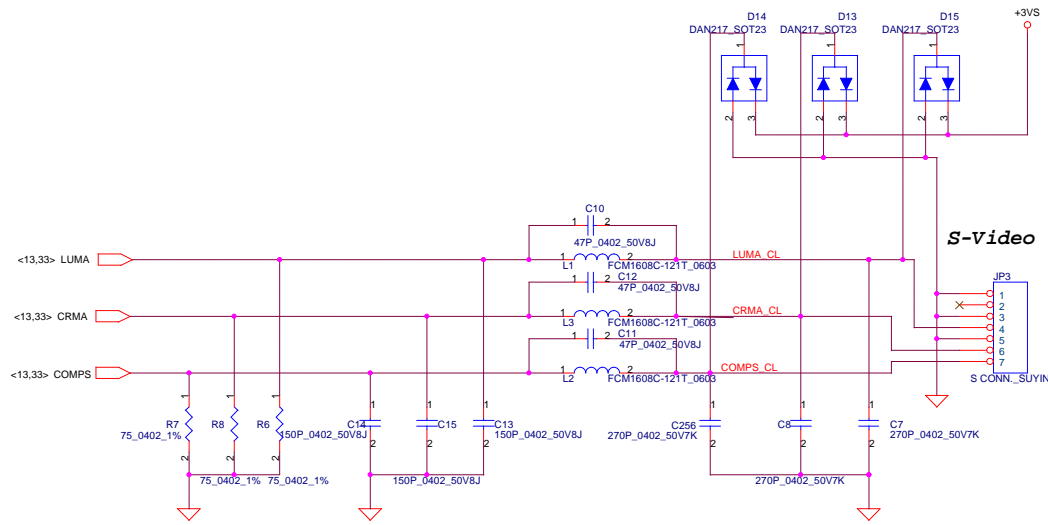 D14 D13 D15 +3VS
DAN217_SOT23 DAN217_SOT23 DAN217_SOT23
1 1 1
2 3 2 3 2 3
C10
1 2
47P_0402_50V8J
S-Video
<13,33> LUMA 1 2 LUMA_CL
L1 FCM1608C-121T_0603
C12
1 2
47P_0402_50V8J
JP3
1
2
3
4
5
6
7
S CONN._SUYIN
<13,33> CRMA 1 2 CRMA_CL
L3 FCM1608C-121T_0603
C11
1 2
47P_0402_50V8J
<13,33> COMPS 1 2 COMPS_CL
L2 FCM1608C-121T_0603
1 1 1 1 1 1 1 1 1
R7 R8 R6 C14 C15 C13 C256 C8 C7
75_0402_1% 150P_0402_50V8J 150P_0402_50V8J 270P_0402_50V7K 270P_0402_50V7K
2 2 2 2 2 2 2 2 2
75_0402_1% 75_0402_1% 150P_0402_50V8J 270P_0402_50V7K